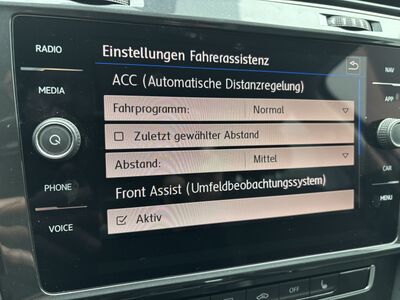 RADIO
MEDIA
PHONE
VOICE
Einstellungen Fahrerassistenz
ACC (Automatische Distanzregelung)
Fahrprogramm: Normal
Zuletzt gewählter Abstand
Abstand: Mittel
Front Assist (Umfeldbeobachtungssystem)
Aktiv
NAV
APP
CAR
MENU
OFF